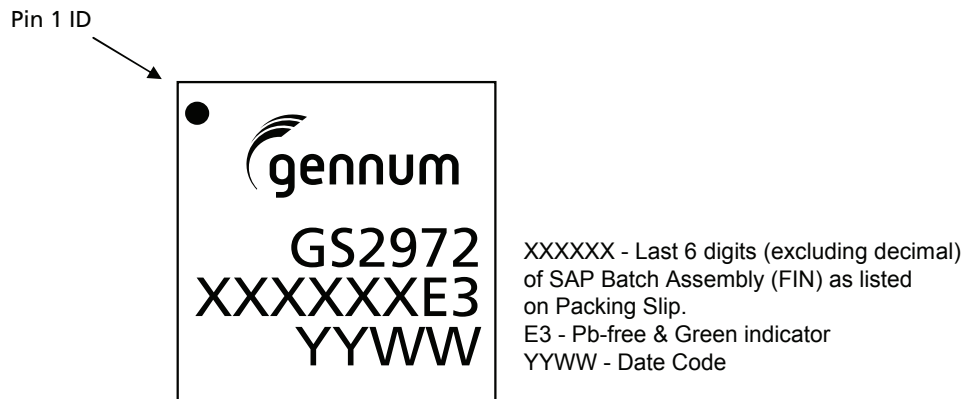 Pin 1 ID
gennum
GS2972
XXXXXXE3
YYWW
XXXXXX - Last 6 digits (excluding decimal)
of SAP Batch Assembly (FIN) as listed
on Packing Slip.
E3 - Pb-free & Green indicator
YYWW - Date Code